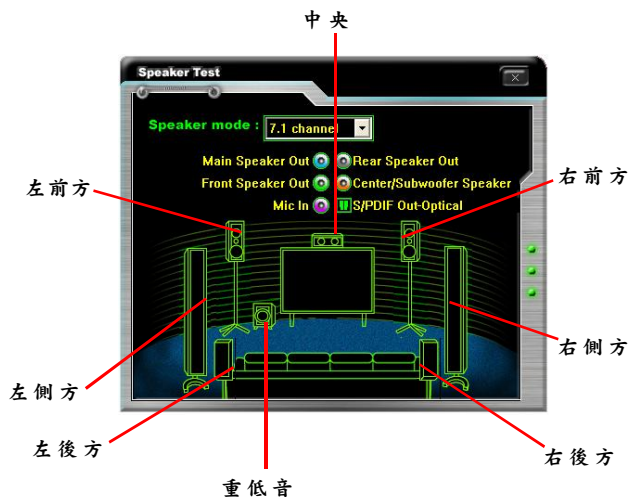 中央
Speaker Test
Speaker mode :
7.1 channel
Main Speaker Out
Rear Speaker Out
Front Speaker Out
Center/Subwoofer Speaker
Mic In
S/PDIF Out-Optical
左前方
右前方
左側方
右側方
左後方
右後方
重低音